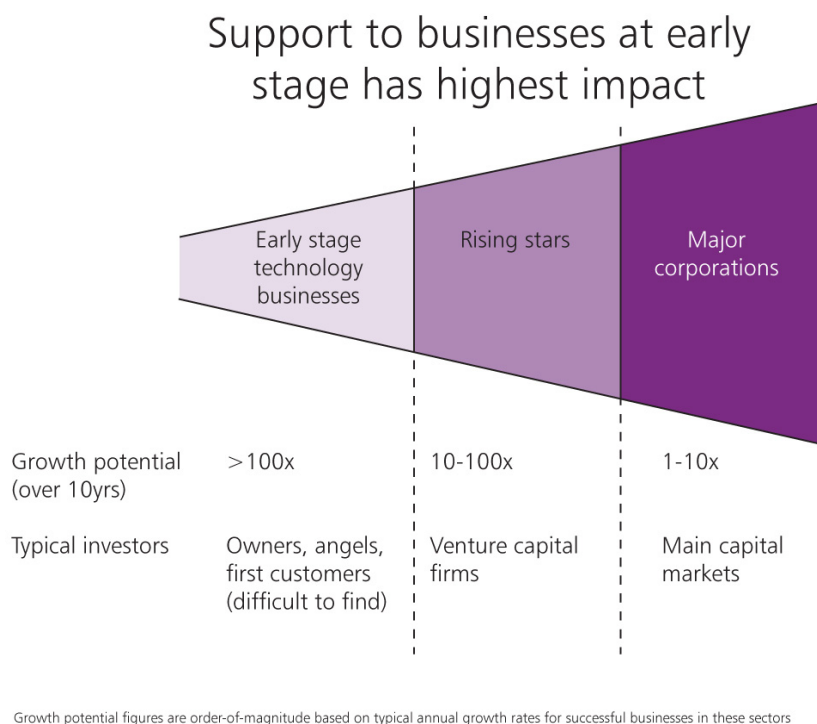 Support to businesses at early
stage has highest impact
Early stage
technology
businesses
Rising stars
Major
corporations
Growth potential
(over 10yrs)
>100x
10-100x
1-10x
Typical investors
Owners, angels,
first customers
(difficult to find)
Venture capital
firms
Main capital
markets
Growth potential figures are order-of-magnitude based on typical annual growth rates for successful businesses in these sectors